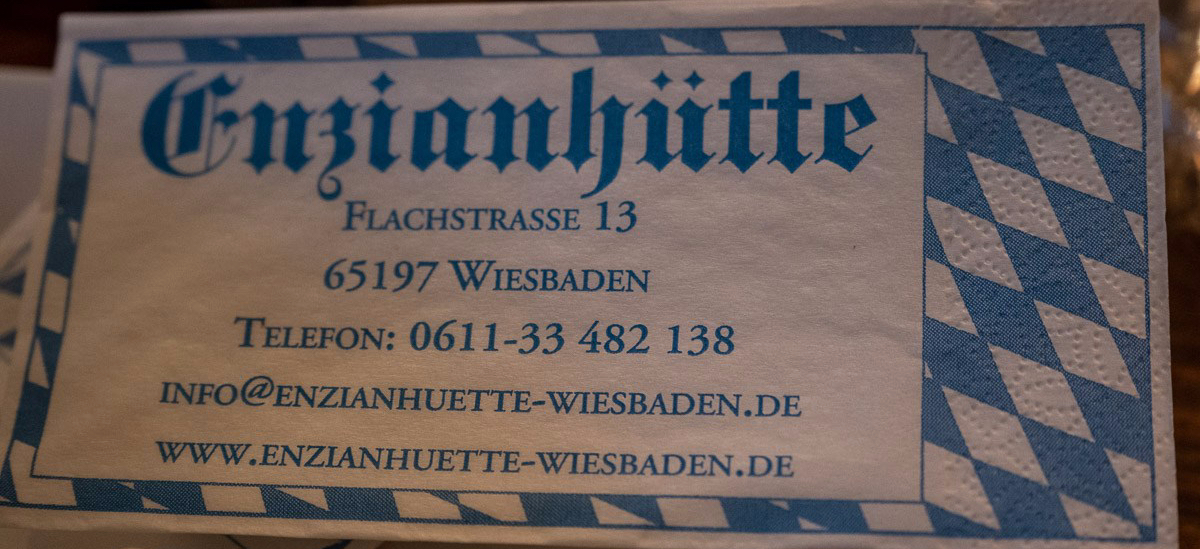 Enzianhütte
Flachstrasse 13
65197 Wiesbaden
Telefon: 0611-33 482 138
info@enzianhuette-wiesbaden.de
www.enzianhuette-wiesbaden.de